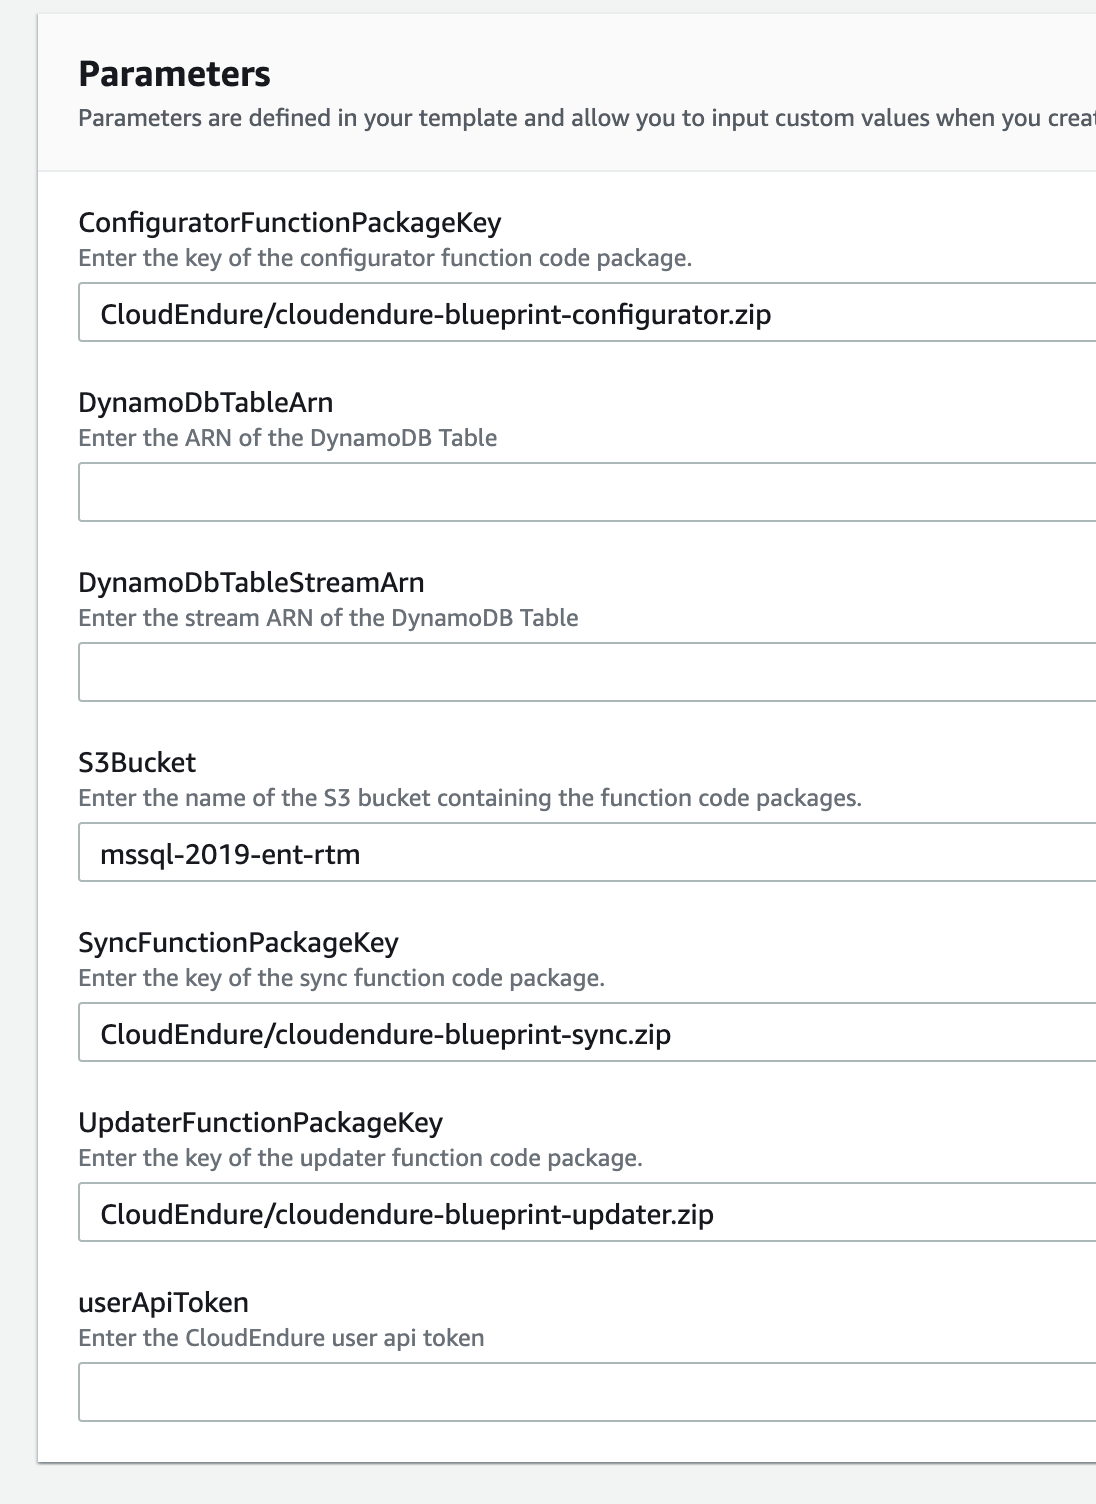 Parameters
Parameters are defined in your template and allow you to input custom values when you
ConfiguratorFunctionPackageKey
Enter the key of the configurator function code package.
CloudEndure/cloudendure-blueprint-configurator.zip
DynamoDbTableArn
Enter the ARN of the DynamoDB Table
DynamoDbTableStreamArn
Enter the stream ARN of the DynamoDB Table
S3Bucket
Enter the name of the S3 bucket containing the function code packages.
mssql-2019-ent-rtm
SyncFunctionPackageKey
Enter the key of the sync function code package.
CloudEndure/cloudendure-blueprint-sync.zip
UpdaterFunctionPackageKey
Enter the key of the updater function code package.
CloudEndure/cloudendure-blueprint-updater.zip
userApiToken
Enter the CloudEndure user api token